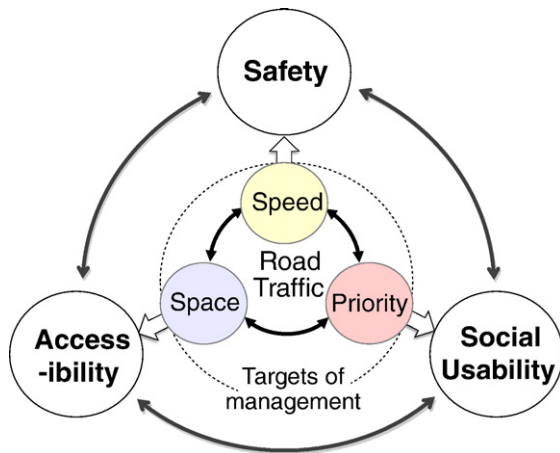 Safety
Speed
Road
Traffic
Space
Priority
Access
-ibility
Social
Usability
Targets of
management